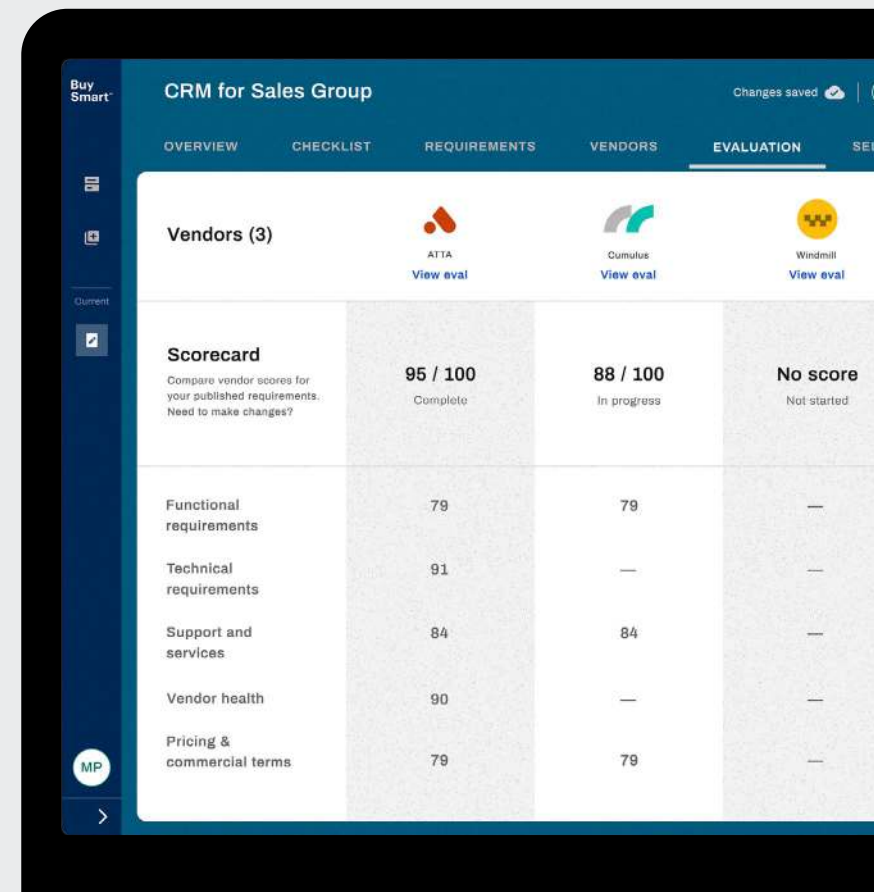 Buy
Smart™
CRM for Sales Group
Changes saved
OVERVIEW CHECKLIST REQUIREMENTS VENDORS EVALUATION SEL
Vendors (3)
ATTA Cumulus Windmill
View eval View eval View eval
Current
Scorecard
Compare vendor scores for
your published requirements.
Need to make changes?
95 / 100 88 / 100 No score
Complete In progress Not started
Functional
requirements
79 79 —
Technical
requirements
91 — —
Support and
services
84 84 —
Vendor health 90 — —
Pricing &
commercial terms
79 79 —
MP